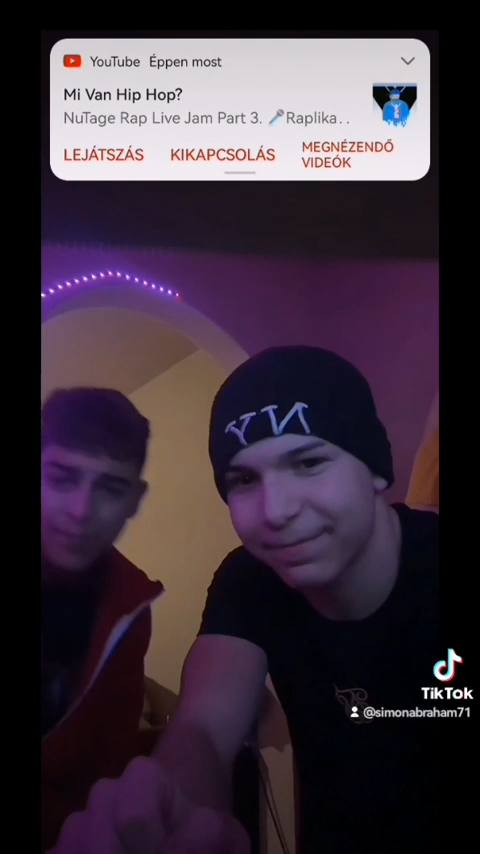 YouTube Éppen most
Mi Van Hip Hop?
NuTage Rap Live Jam Part 3. 🎤Raplika..
LEJÁTSZÁS KIKAPCSOLÁS MEGNÉZENDŐ VIDEÓK
NY
TikTok
@simonabraham71